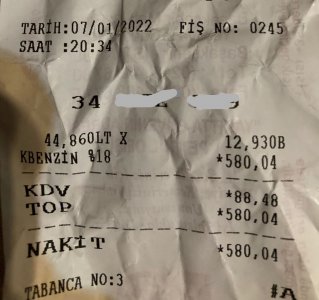 TARİH:07/01/2022 FİŞ NO: 0245
SAAT :20:34
34
44,860LT X 12,930B
KBENZİN %18 *580,04
KDV *88,48
TOP *580,04
NAKİT *580,04
TABANCA NO:3 #A